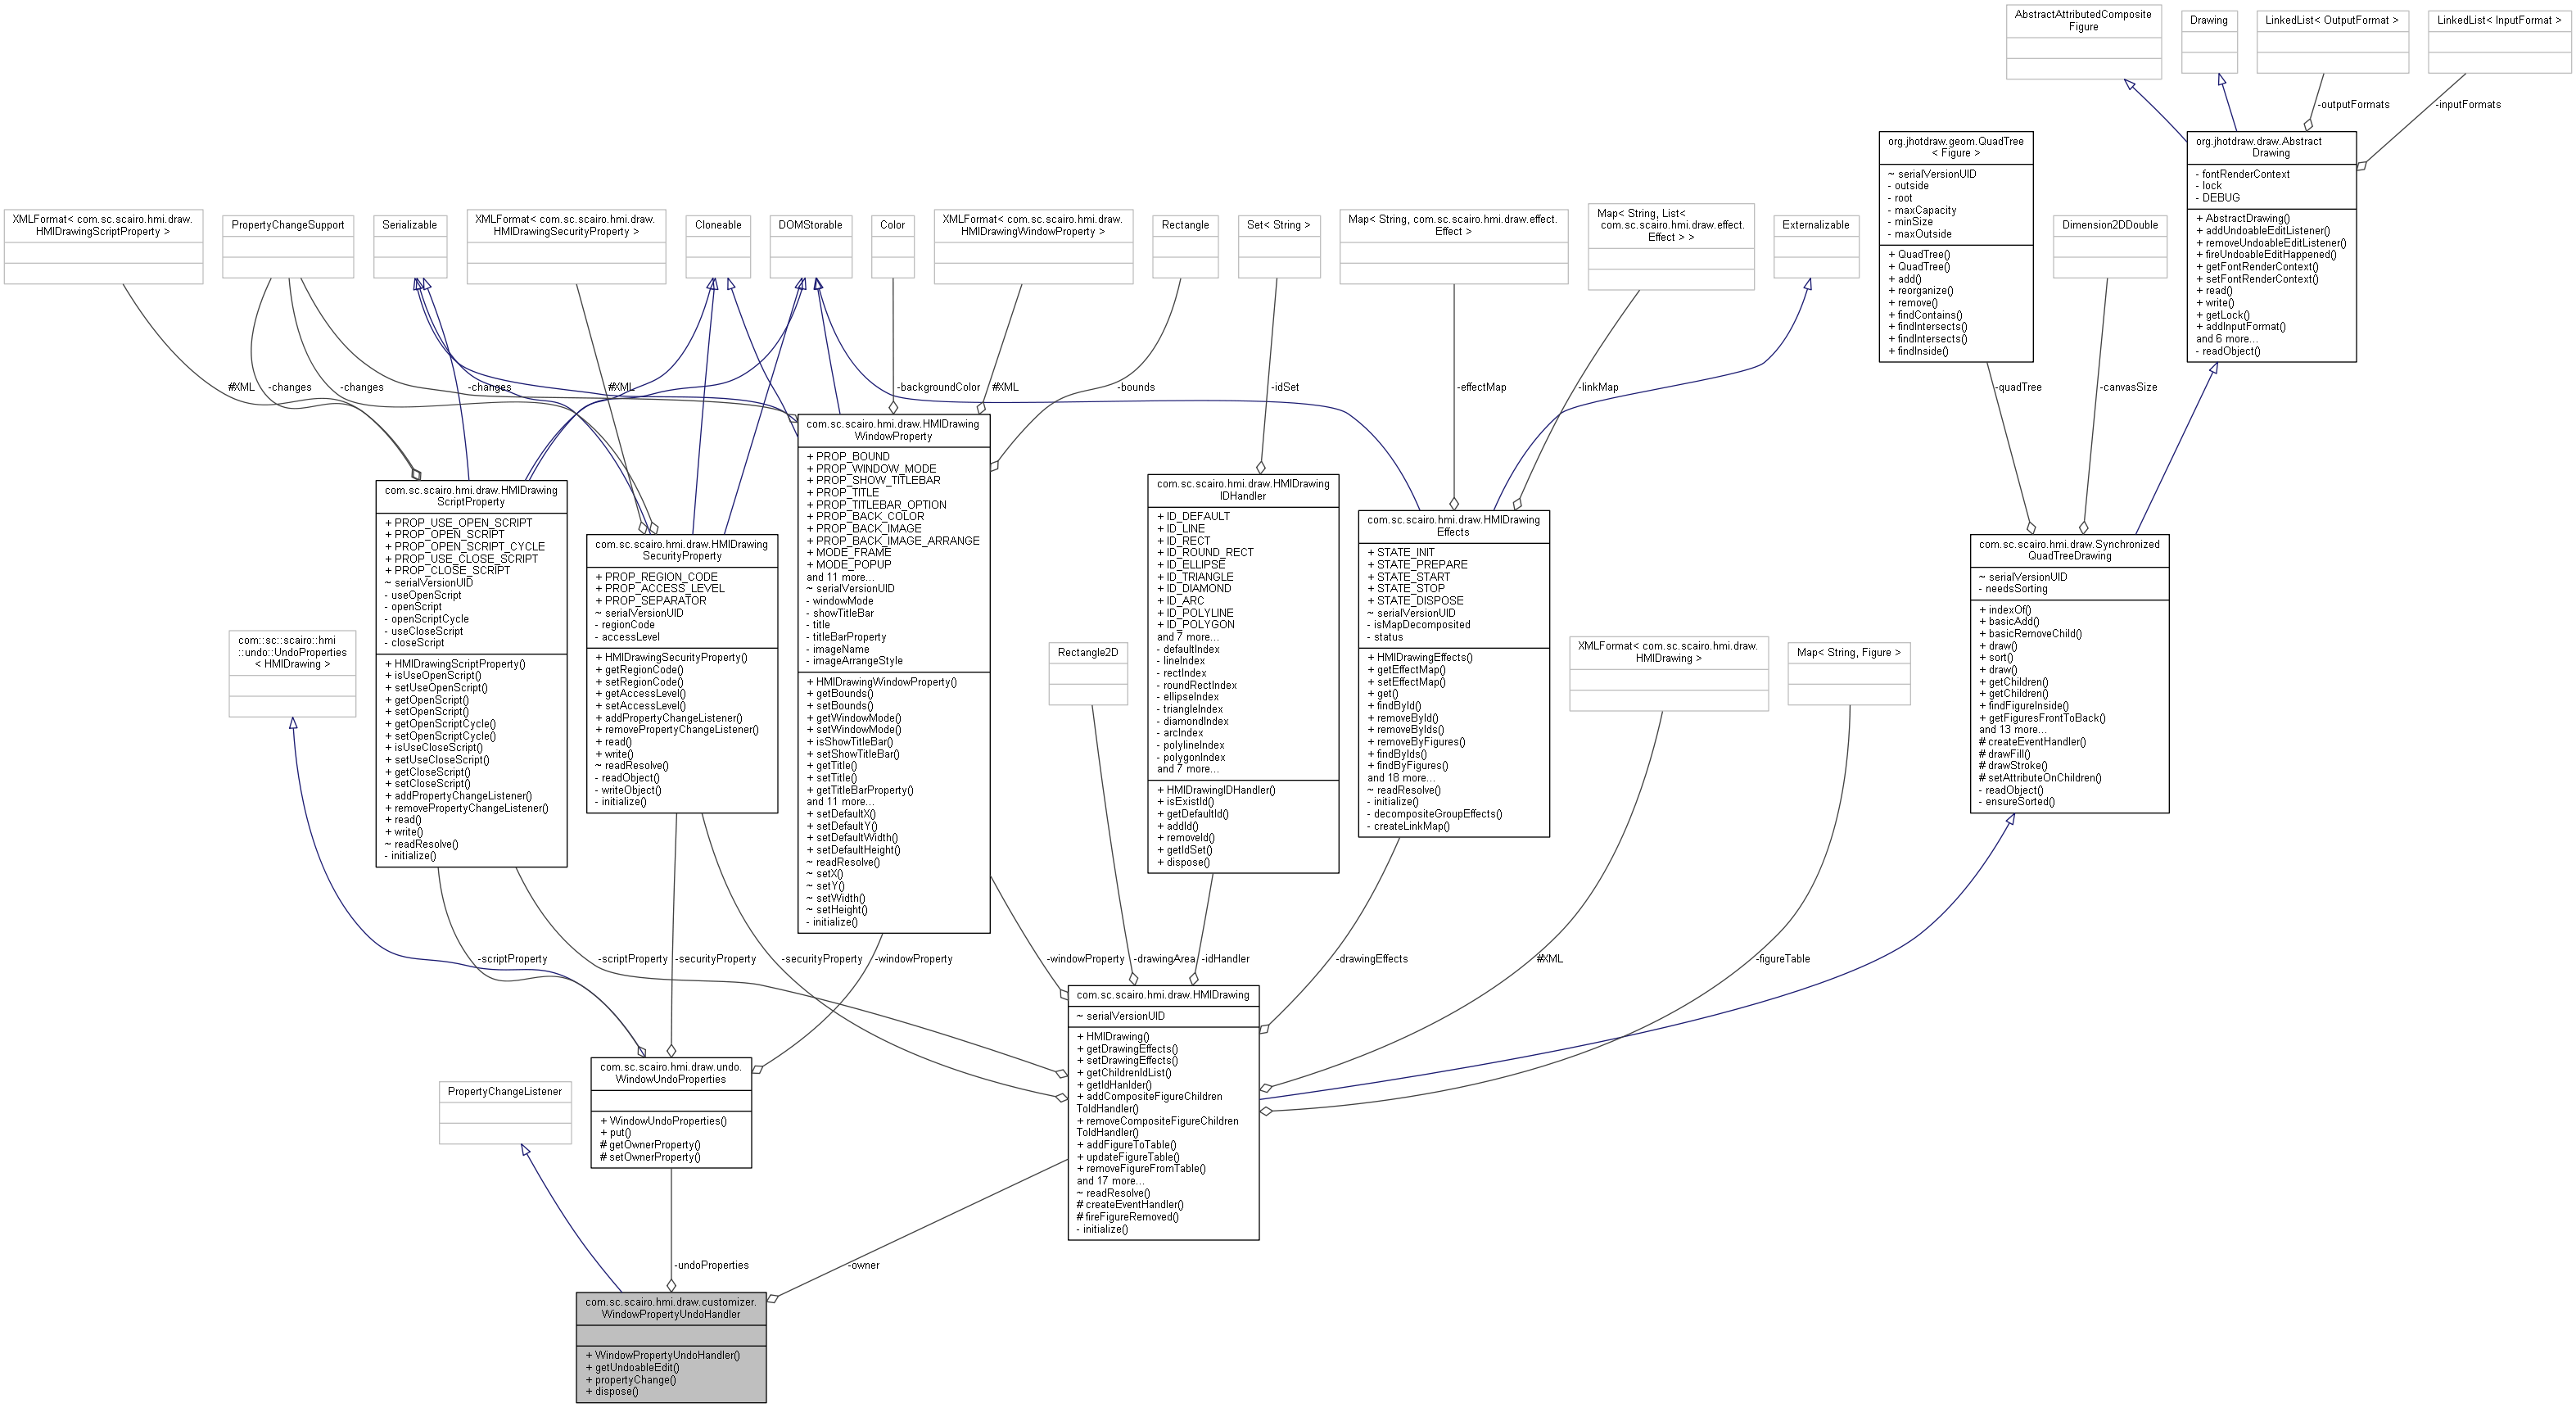 AbstractAttributedComposite
Figure
Drawing
LinkedList< OutputFormat >
LinkedList< InputFormat >
-outputFormats
-inputFormats
org.jhotdraw.geom.QuadTree
< Figure >
~ serialVersionUID
- outside
- root
- maxCapacity
- minSize
- maxOutside
+ QuadTree()
+ QuadTree()
+ add()
+ reorganize()
+ remove()
+ findContains()
+ findIntersects()
+ findIntersects()
+ findInside()
org.jhotdraw.draw.Abstract
Drawing
- fontRenderContext
- lock
- DEBUG
+ AbstractDrawing()
+ addUndoableEditListener()
+ removeUndoableEditListener()
+ fireUndoableEditHappened()
+ getFontRenderContext()
+ setFontRenderContext()
+ read()
+ write()
+ getLock()
+ addInputFormat()
and 6 more...
- readObject()
XMLFormat< com.sc.scairo.hmi.draw.
HMIDrawingScriptProperty >
PropertyChangeSupport
Serializable
XMLFormat< com.sc.scairo.hmi.draw.
HMIDrawingSecurityProperty >
Cloneable
DOMStorable
Color
XMLFormat< com.sc.scairo.hmi.draw.
HMIDrawingWindowProperty >
Rectangle
Set< String >
Map< String, com.sc.scairo.hmi.draw.effect.
Effect >
Map< String, List<
com.sc.scairo.hmi.draw.effect.
Effect > >
Externalizable
Dimension2DDouble
#XML
-changes
-changes
#XML
-changes
-backgroundColor
#XML
-bounds
-idSet
-effectMap
-linkMap
-quadTree
-canvasSize
com.sc.scairo.hmi.draw.HMIDrawing
ScriptProperty
+ PROP_USE_OPEN_SCRIPT
+ PROP_OPEN_SCRIPT
+ PROP_OPEN_SCRIPT_CYCLE
+ PROP_USE_CLOSE_SCRIPT
+ PROP_CLOSE_SCRIPT
~ serialVersionUID
- useOpenScript
- openScript
- openScriptCycle
- useCloseScript
- closeScript
+ HMIDrawingScriptProperty()
+ isUseOpenScript()
+ setUseOpenScript()
+ getOpenScript()
+ setOpenScript()
+ getOpenScriptCycle()
+ setOpenScriptCycle()
+ isUseCloseScript()
+ setUseCloseScript()
+ getCloseScript()
+ setCloseScript()
+ addPropertyChangeListener()
+ removePropertyChangeListener()
+ read()
+ write()
~ readResolve()
- initialize()
com.sc.scairo.hmi.draw.HMIDrawing
SecurityProperty
+ PROP_REGION_CODE
+ PROP_ACCESS_LEVEL
+ PROP_SEPARATOR
~ serialVersionUID
- regionCode
- accessLevel
+ HMIDrawingSecurityProperty()
+ getRegionCode()
+ setRegionCode()
+ getAccessLevel()
+ setAccessLevel()
+ addPropertyChangeListener()
+ removePropertyChangeListener()
+ read()
+ write()
~ readResolve()
- readObject()
- writeObject()
- initialize()
com.sc.scairo.hmi.draw.HMIDrawing
WindowProperty
+ PROP_BOUND
+ PROP_WINDOW_MODE
+ PROP_SHOW_TITLEBAR
+ PROP_TITLE
+ PROP_TITLEBAR_OPTION
+ PROP_BACK_COLOR
+ PROP_BACK_IMAGE
+ PROP_BACK_IMAGE_ARRANGE
+ MODE_FRAME
+ MODE_POPUP
and 11 more...
~ serialVersionUID
- windowMode
- showTitleBar
- title
- titleBarProperty
- imageName
- imageArrangeStyle
+ HMIDrawingWindowProperty()
+ getBounds()
+ setBounds()
+ getWindowMode()
+ setWindowMode()
+ isShowTitleBar()
+ setShowTitleBar()
+ getTitle()
+ setTitle()
+ getTitleBarProperty()
and 11 more...
+ setDefaultX()
+ setDefaultY()
+ setDefaultWidth()
+ setDefaultHeight()
~ readResolve()
~ setX()
~ setY()
~ setWidth()
~ setHeight()
- initialize()
com.sc.scairo.hmi.draw.HMIDrawing
IDHandler
+ ID_DEFAULT
+ ID_LINE
+ ID_RECT
+ ID_ROUND_RECT
+ ID_ELLIPSE
+ ID_TRIANGLE
+ ID_DIAMOND
+ ID_ARC
+ ID_POLYLINE
+ ID_POLYGON
and 7 more...
- defaultIndex
- lineIndex
- rectIndex
- roundRectIndex
- ellipseIndex
- triangleIndex
- diamondIndex
- arcIndex
- polylineIndex
- polygonIndex
and 7 more...
+ HMIDrawingIDHandler()
+ isExistId()
+ getDefaultId()
+ addId()
+ removeId()
+ getIdSet()
+ dispose()
com.sc.scairo.hmi.draw.HMIDrawing
Effects
+ STATE_INIT
+ STATE_PREPARE
+ STATE_START
+ STATE_STOP
+ STATE_DISPOSE
~ serialVersionUID
- isMapDecomposited
- status
+ HMIDrawingEffects()
+ getEffectMap()
+ setEffectMap()
+ get()
+ findById()
+ removeById()
+ removeByIds()
+ removeByFigures()
+ findByIds()
+ findByFigures()
and 18 more...
~ readResolve()
- initialize()
- decompositeGroupEffects()
- createLinkMap()
com.sc.scairo.hmi.draw.Synchronized
QuadTreeDrawing
~ serialVersionUID
- needsSorting
+ indexOf()
+ basicAdd()
+ basicRemoveChild()
+ draw()
+ sort()
+ draw()
+ getChildren()
+ getChildren()
+ findFigureInside()
+ getFiguresFrontToBack()
and 13 more...
# createEventHandler()
# drawFill()
# drawStroke()
# setAttributeOnChildren()
- readObject()
- ensureSorted()
com::sc::scairo::hmi
::undo::UndoProperties
< HMIDrawing >
Rectangle2D
XMLFormat< com.sc.scairo.hmi.draw.
HMIDrawing >
Map< String, Figure >
-scriptProperty
-scriptProperty
-securityProperty
-securityProperty
-windowProperty
-windowProperty
-drawingArea
-idHandler
-drawingEffects
#XML
-figureTable
com.sc.scairo.hmi.draw.HMIDrawing
~ serialVersionUID
+ HMIDrawing()
+ getDrawingEffects()
+ setDrawingEffects()
+ getChildrenIdList()
+ getIdHanlder()
+ addCompositeFigureChildren
ToIdHandler()
+ removeCompositeFigureChildren
ToIdHandler()
+ addFigureToTable()
+ updateFigureTable()
+ removeFigureFromTable()
and 17 more...
~ readResolve()
# createEventHandler()
# fireFigureRemoved()
- initialize()
PropertyChangeListener
com.sc.scairo.hmi.draw.undo.
WindowUndoProperties
+ WindowUndoProperties()
+ put()
# getOwnerProperty()
# setOwnerProperty()
-undoProperties
-owner
com.sc.scairo.hmi.draw.customizer.
WindowPropertyUndoHandler
+ WindowPropertyUndoHandler()
+ getUndoableEdit()
+ propertyChange()
+ dispose()